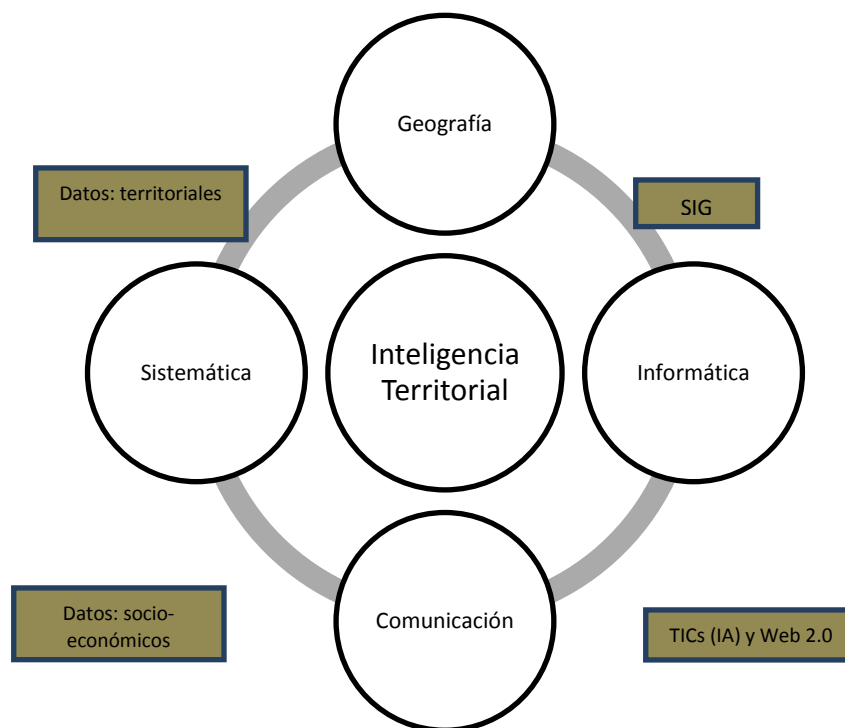 Geografía
Datos: territoriales
SIG
Sistemática
Inteligencia
Territorial
Informática
Datos: socio-
económicos
Comunicación
TICs (IA) y Web 2.0